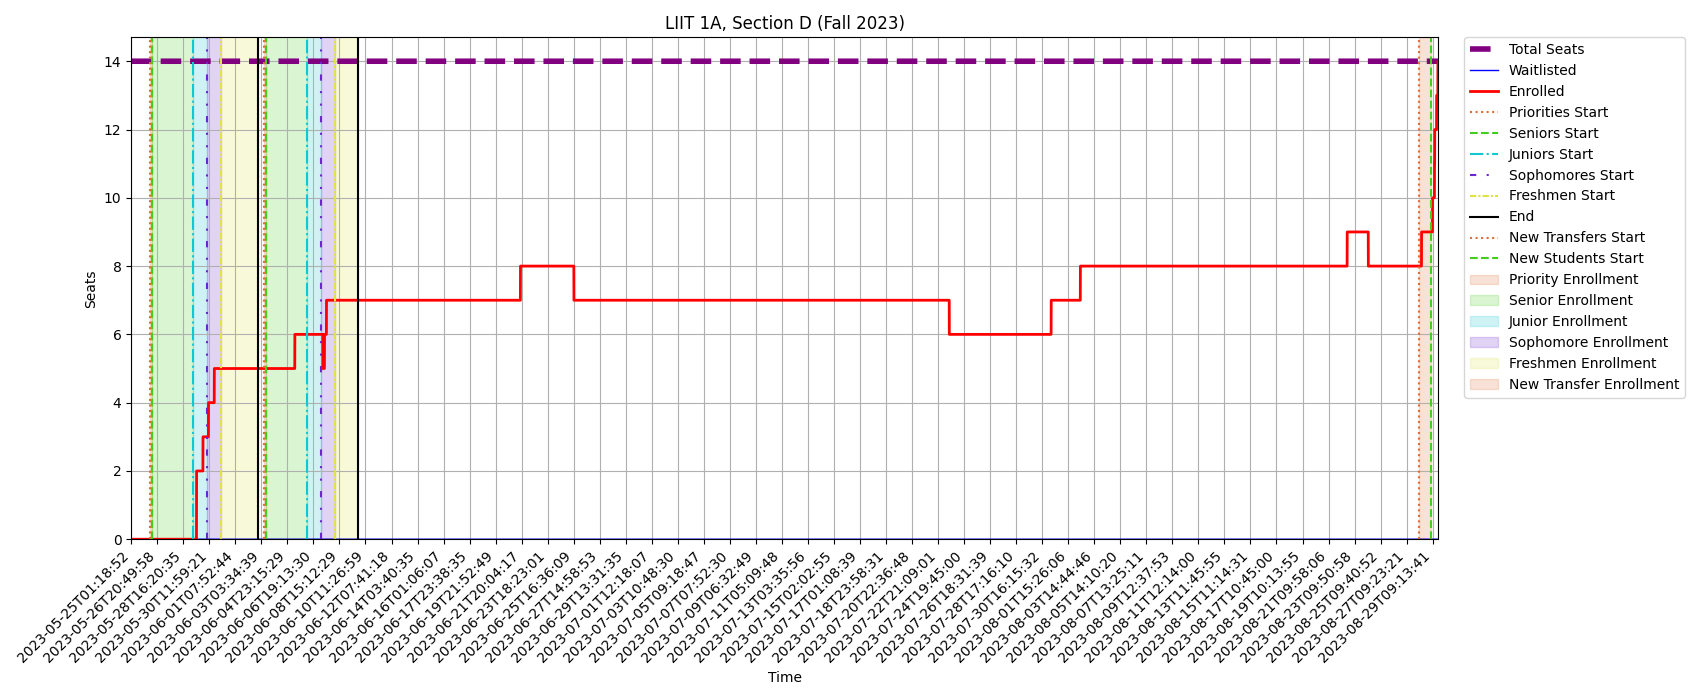 LIIT 1A, Section D (Fall 2023)
Seats
14
12
10
8
6
4
2
0
2023-05-25T01:18:52
2023-05-26T20:49:58
2023-05-28T16:20:35
2023-05-30T11:59:21
2023-06-01T07:52:44
2023-06-03T03:34:39
2023-06-04T23:15:29
2023-06-06T19:13:30
2023-06-08T15:12:29
2023-06-10T11:26:59
2023-06-12T07:41:18
2023-06-14T03:40:35
2023-06-16T01:06:07
2023-06-17T23:38:35
2023-06-19T21:52:49
2023-06-21T20:04:17
2023-06-23T18:23:01
2023-06-25T16:36:09
2023-06-27T14:58:53
2023-06-29T13:31:35
2023-07-01T12:18:07
2023-07-03T10:48:30
2023-07-05T09:18:47
2023-07-07T07:52:30
2023-07-09T06:32:49
2023-07-11T05:09:48
2023-07-13T03:35:56
2023-07-15T02:02:55
2023-07-17T01:08:39
2023-07-18T23:58:31
2023-07-20T22:36:48
2023-07-22T21:09:01
2023-07-24T19:45:00
2023-07-26T18:31:39
2023-07-28T17:16:10
2023-07-30T16:15:32
2023-08-01T15:26:06
2023-08-03T14:44:46
2023-08-05T14:10:20
2023-08-07T13:25:11
2023-08-09T12:37:53
2023-08-11T12:14:00
2023-08-13T11:45:55
2023-08-15T11:14:31
2023-08-17T10:45:00
2023-08-19T10:13:55
2023-08-21T09:58:06
2023-08-23T09:50:58
2023-08-25T09:40:52
2023-08-27T09:23:21
2023-08-29T09:13:41
Time
Total Seats
Waitlisted
Enrolled
Priorities Start
Seniors Start
Juniors Start
Sophomores Start
Freshmen Start
End
New Transfers Start
New Students Start
Priority Enrollment
Senior Enrollment
Junior Enrollment
Sophomore Enrollment
Freshmen Enrollment
New Transfer Enrollment